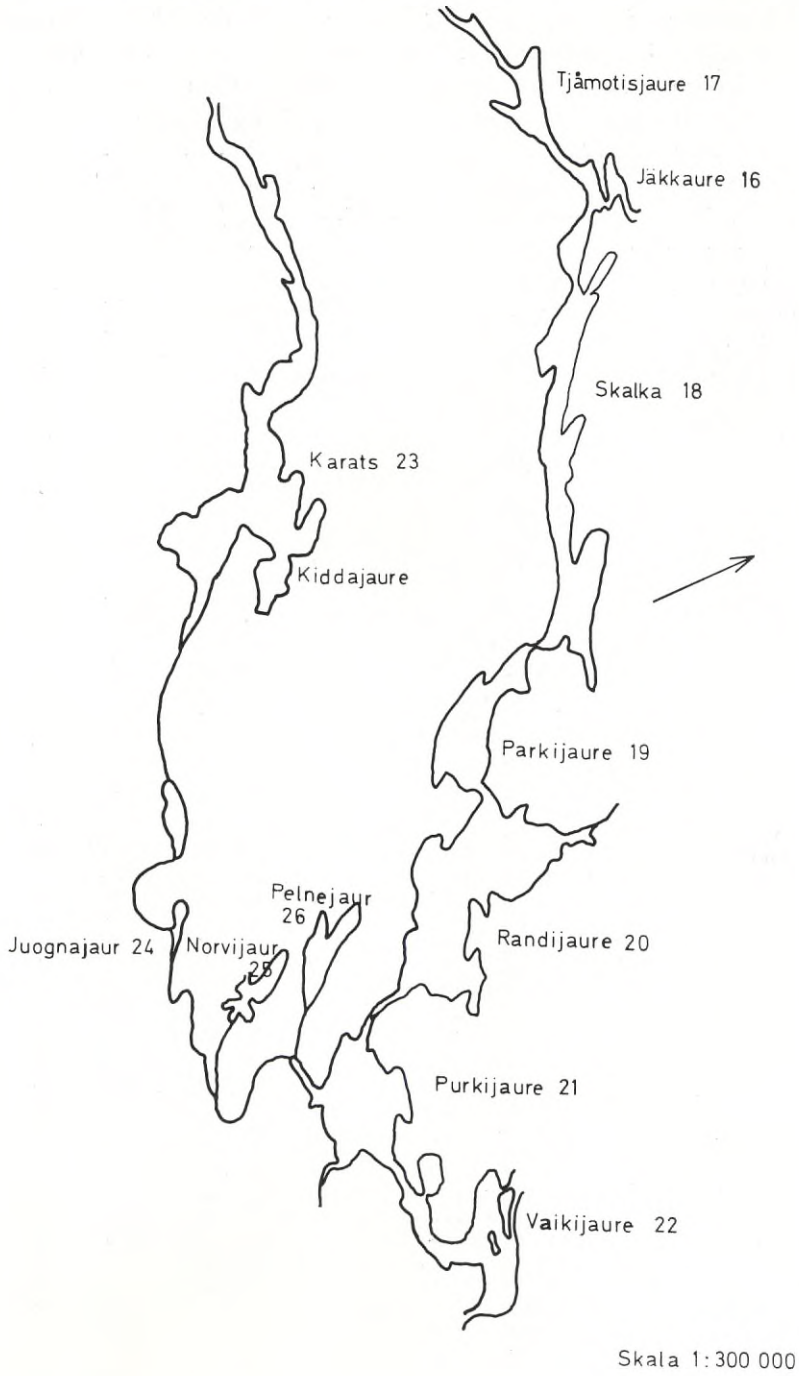 Tjåmotisjaure 17
Jäkkaure 16
Skalka 18
Karats 23
Kiddajaure
Parkijaure 19
Pelnejaur
26
Juognajaur 24
Norvijaur
25
Randijaure 20
Purkijaure 21
Vaikijaure 22
Skala 1:300 000